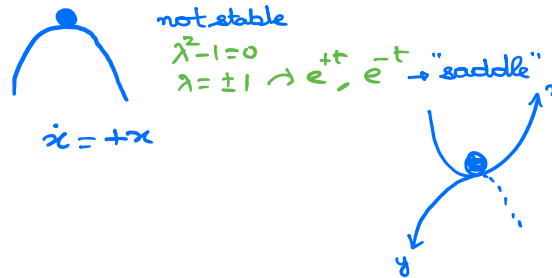 not stable
λ²-1=0
λ = ±1 → e^{+t}, e^{-t} → "saddle"
ẋ = +x
x
y